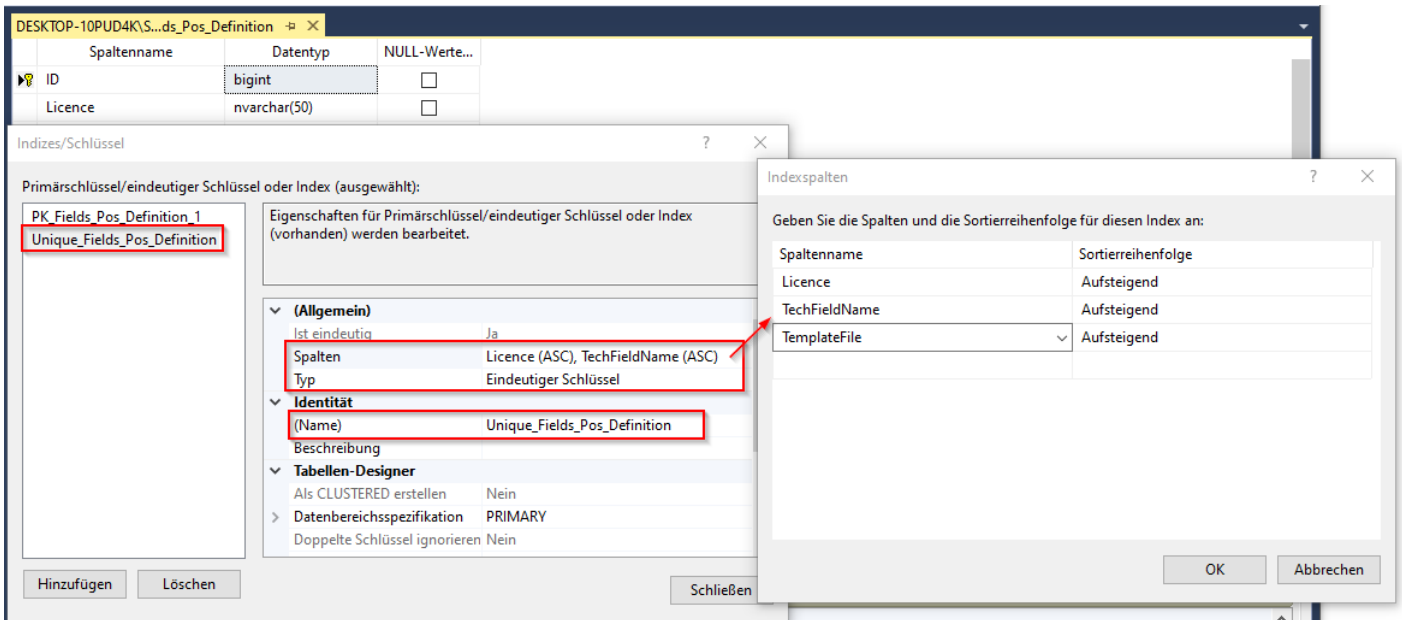 DESKTOP-10PUD4K\S...ds_Pos_Definition
Spaltenname Datentyp NULL-Werte...
ID bigint
Licence nvarchar(50)
Indizes/Schlüssel ?
Primärschlüssel/eindeutiger Schlüssel oder Index (ausgewählt):
PK_Fields_Pos_Definition_1
Unique_Fields_Pos_Definition
Eigenschaften für Primärschlüssel/eindeutiger Schlüssel oder Index
(vorhanden) werden bearbeitet.
(Allgemein)
Ist eindeutig Ja
Spalten Licence (ASC), TechFieldName (ASC)
Typ Eindeutiger Schlüssel
Identität
(Name) Unique_Fields_Pos_Definition
Beschreibung
Tabellen-Designer
Als CLUSTERED erstellen Nein
Datenbereichsspezifikation PRIMARY
Doppelte Schlüssel ignorieren Nein
Hinzufügen Löschen
Schließen
Indexspalten ?
Geben Sie die Spalten und die Sortierreihenfolge für diesen Index an:
Spaltenname Sortierreihenfolge
Licence Aufsteigend
TechFieldName Aufsteigend
TemplateFile Aufsteigend
OK Abbrechen